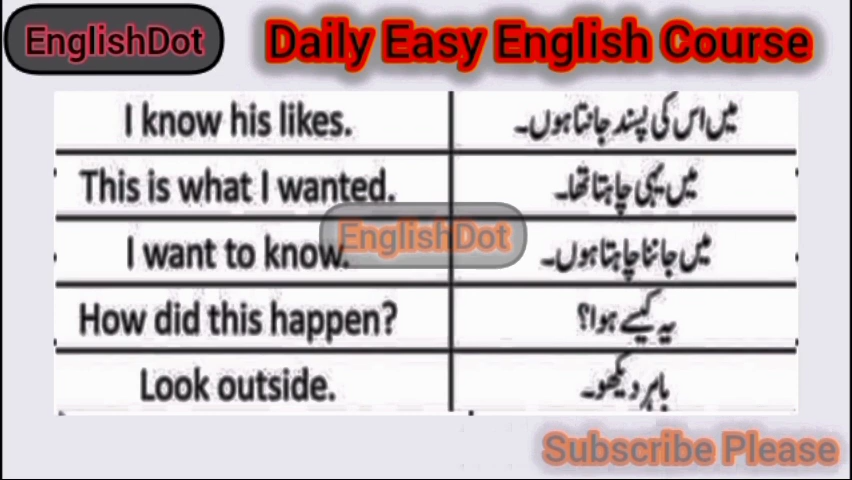 EnglishDot
Daily Easy English Course
I know his likes. میں اس کی پسند جانتا ہوں۔
This is what I wanted. میں یہی چاہتا تھا۔
EnglishDot
I want to know. میں جاننا چاہتا ہوں۔
How did this happen? یہ کیسے ہوا؟
Look outside. باہر دیکھو۔
Subscribe Please